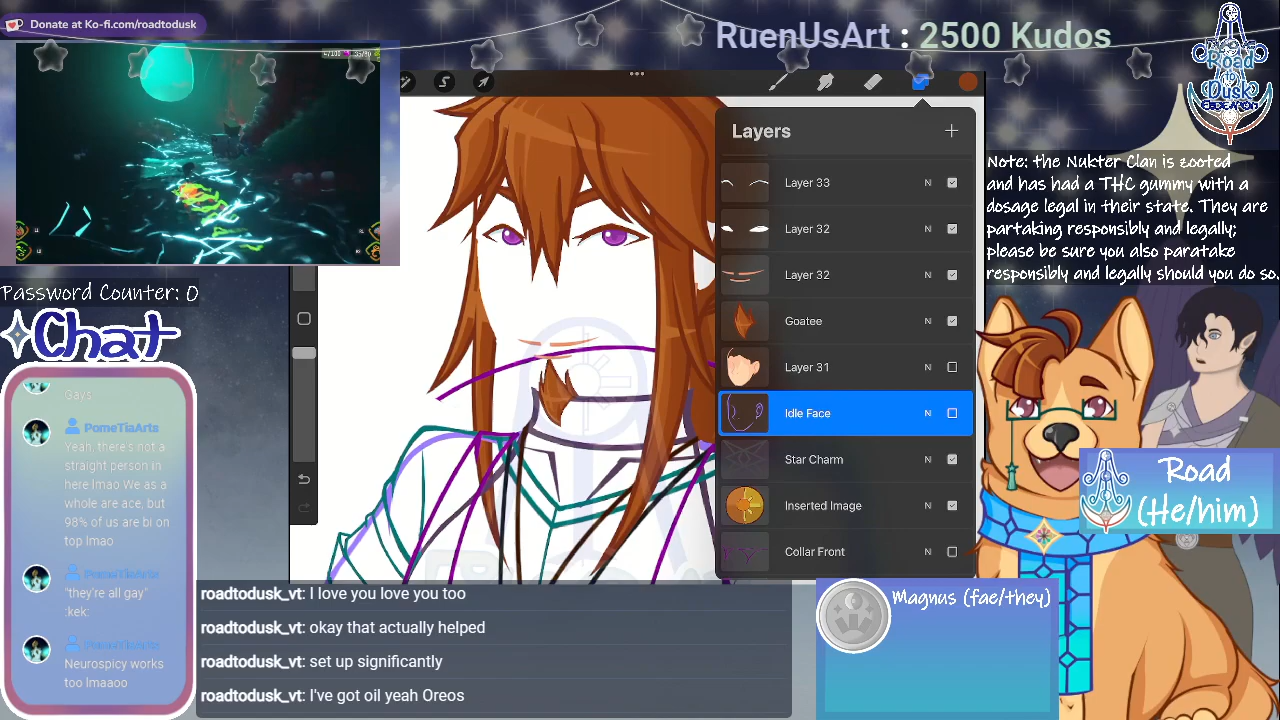 Donate at Ko-fi.com/roadtodusk
RuenUsArt : 2500 Kudos
Road
to
Dusk
Layers
Layer 33
N
Layer 32
N
Layer 32
N
Goatee
N
Layer 31
N
Idle Face
N
Star Charm
N
Inserted Image
N
Collar Front
N
Note: the Nukter Clan is zooted
and has had a THC gummy with a
dosage legal in their state. They are
partaking responsibly and legally;
please be sure you also paratake
responsibly and legally should you do so.
Password Counter: 0
Chat
Gays
PomeTiaArts
Yeah, there's not a
straight person in
here lmao We as a
whole are ace, but
98% of us are bi on
top lmao
PomeTiaArts
"they're all gay"
:kek:
PomeTiaArts
Neurospicy works
too lmaaoo
roadtodusk_vt: I love you love you too
roadtodusk_vt: okay that actually helped
roadtodusk_vt: set up significantly
roadtodusk_vt: I've got oil yeah Oreos
Road
(He/him)
Magnus (fae/they)